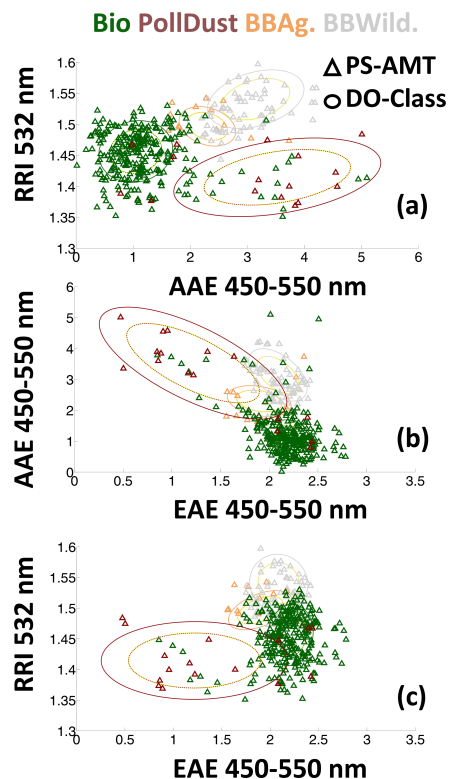 Bio PollDust BBAg. BBWild.
PS-AMT
DO-Class
RRI 532 nm
1.6
1.55
1.5
1.45
1.4
1.35
1.3
(a)
0 1 2 3 4 5 6
AAE 450-550 nm
AAE 450-550 nm
6
5
4
3
2
1
0
(b)
0 0.5 1 1.5 2 2.5 3 3.5
EAE 450-550 nm
RRI 532 nm
1.6
1.55
1.5
1.45
1.4
1.35
1.3
(c)
0 0.5 1 1.5 2 2.5 3 3.5
EAE 450-550 nm